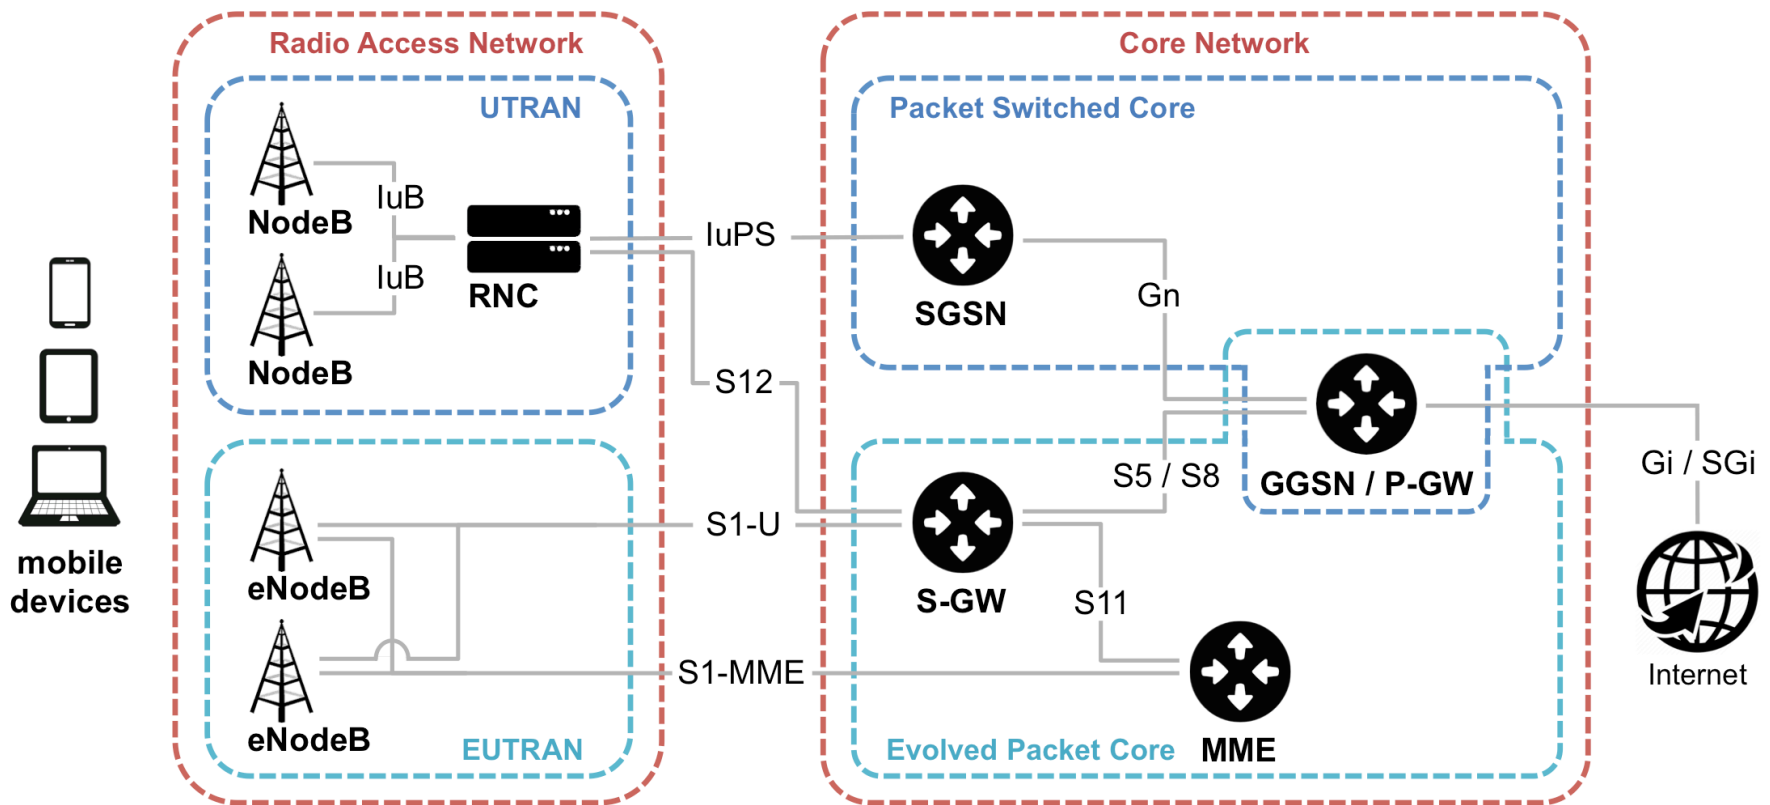 Radio Access Network
Core Network
UTRAN
Packet Switched Core
IuB
NodeB
IuPS
IuB
RNC
Gn
SGSN
NodeB
S12
Gi / SGi
S5 / S8
GGSN / P-GW
S1-U
mobile
devices
eNodeB
S-GW
S11
S1-MME
Internet
eNodeB
EUTRAN
Evolved Packet Core
MME